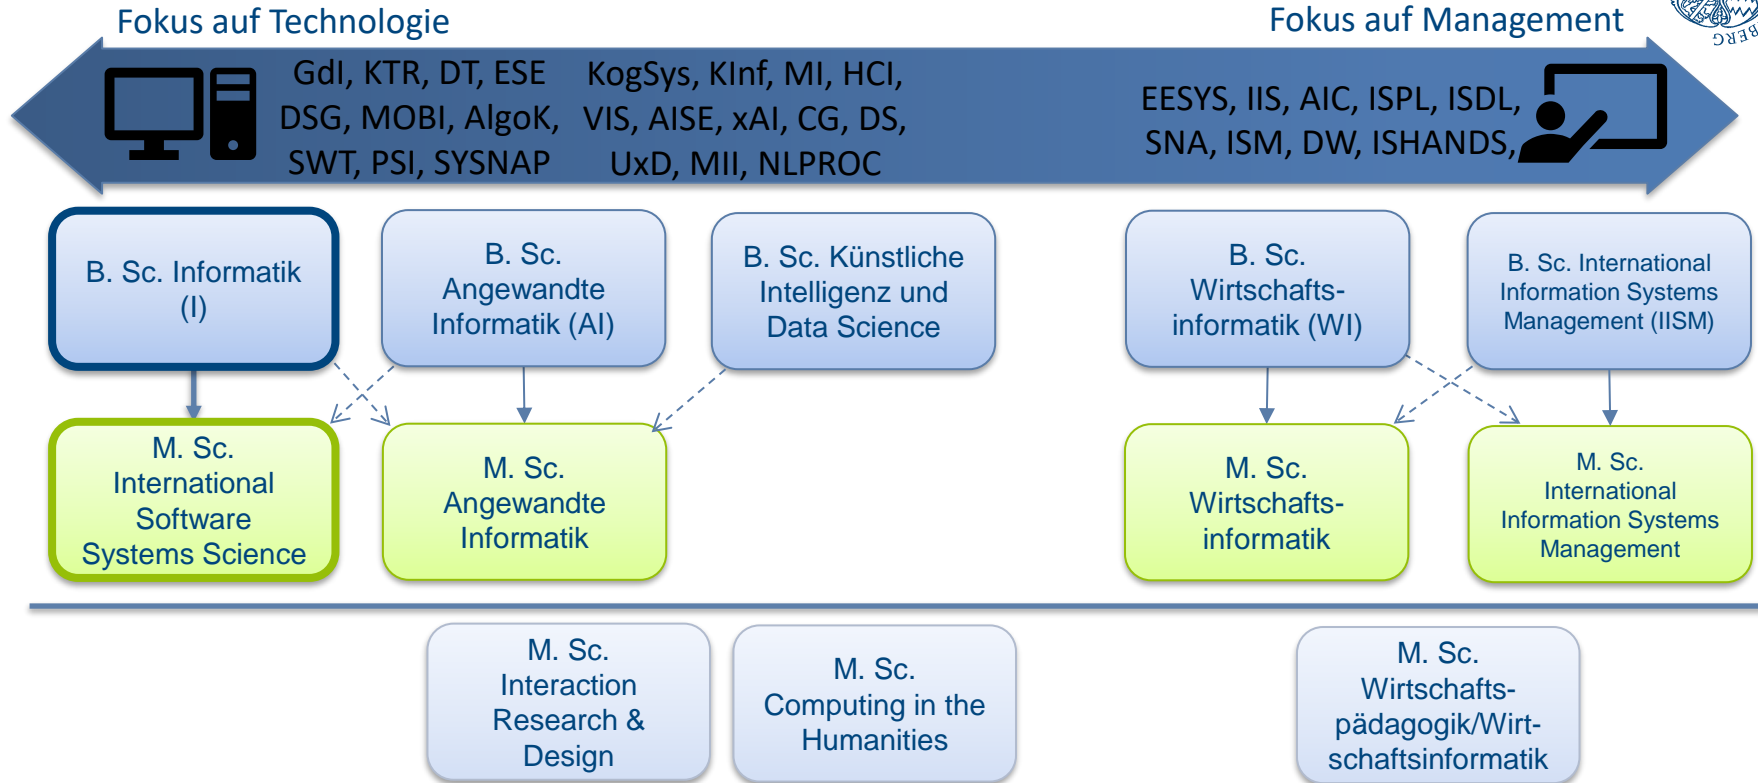 Fokus auf Technologie
Fokus auf Management
BERG
GdI, KTR, DT, ESE
DSG, MOBI, AlgoK,
SWT, PSI, SYSNAP
KogSys, KInf, MI, HCI,
VIS, AISE, xAI, CG, DS,
UxD, MII, NLPROC
EESYS, IIS, AIC, ISPL, ISDL,
SNA, ISM, DW, ISHANDS,
B. Sc. Informatik
(I)
B. Sc.
Angewandte
Informatik (AI)
B. Sc. Künstliche
Intelligenz und
Data Science
B. Sc.
Wirtschafts-
informatik (WI)
B. Sc. International
Information Systems
Management (IISM)
M. Sc.
International
Software
Systems Science
M. Sc.
Angewandte
Informatik
M. Sc.
Wirtschafts-
informatik
M. Sc.
International
Information Systems
Management
M. Sc.
Interaction
Research &
Design
M. Sc.
Computing in the
Humanities
M. Sc.
Wirtschafts-
pädagogik/Wirt-
schaftsinformatik